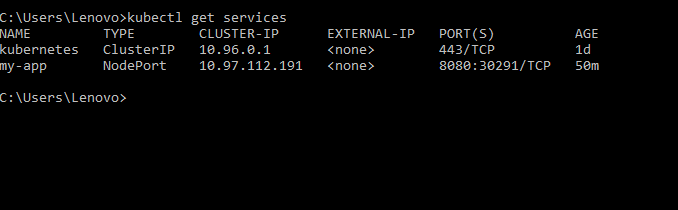 C:\Users\Lenovo>kubectl get services
NAME TYPE CLUSTER-IP EXTERNAL-IP PORT(S) AGE
kubernetes ClusterIP 10.96.0.1 <none> 443/TCP 1d
my-app NodePort 10.97.112.191 <none> 8080:30291/TCP 50m
C:\Users\Lenovo>